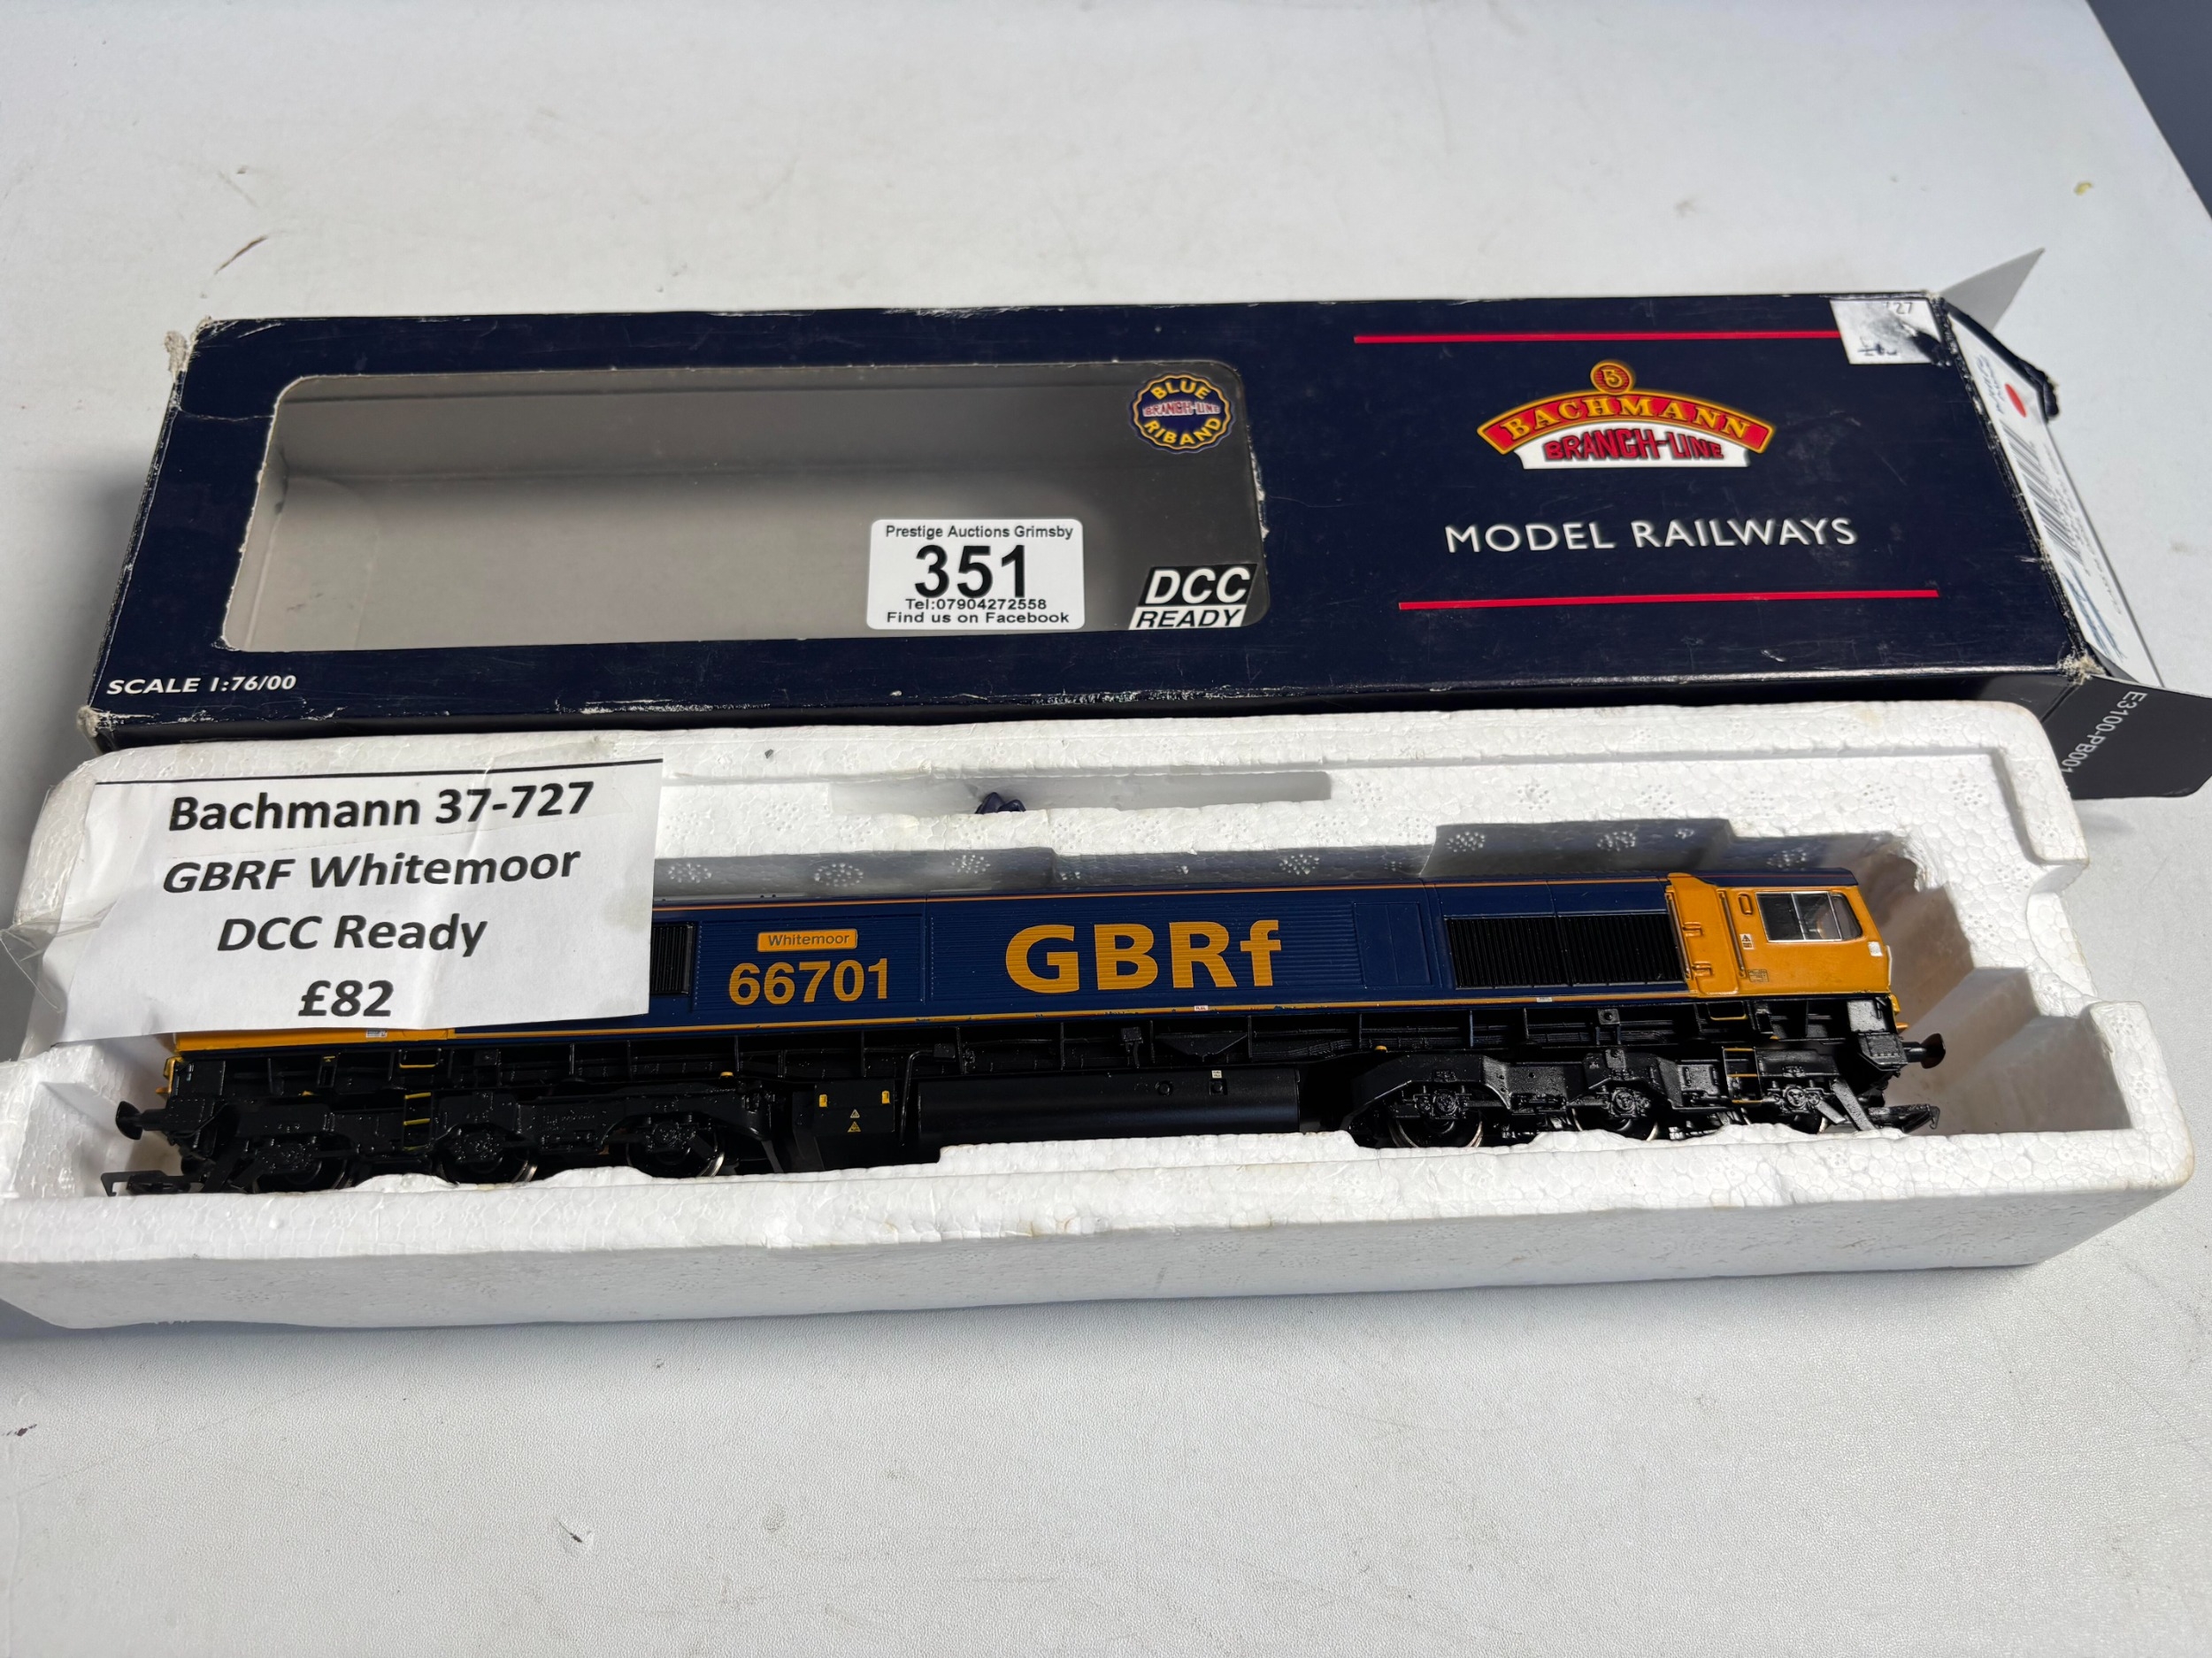 27
BLUE
BRANCH-LINE
RIBAND
BACHMANN
BRANCH-LINE
MODEL RAILWAYS
Prestige Auctions Grimsby
351
Tel:07904272558
Find us on Facebook
DCC
READY
SCALE 1:76/00
E3100-PB001
Bachmann 37-727
GBRF Whitemoor
DCC Ready
£82
Whitemoor
66701
GBRf